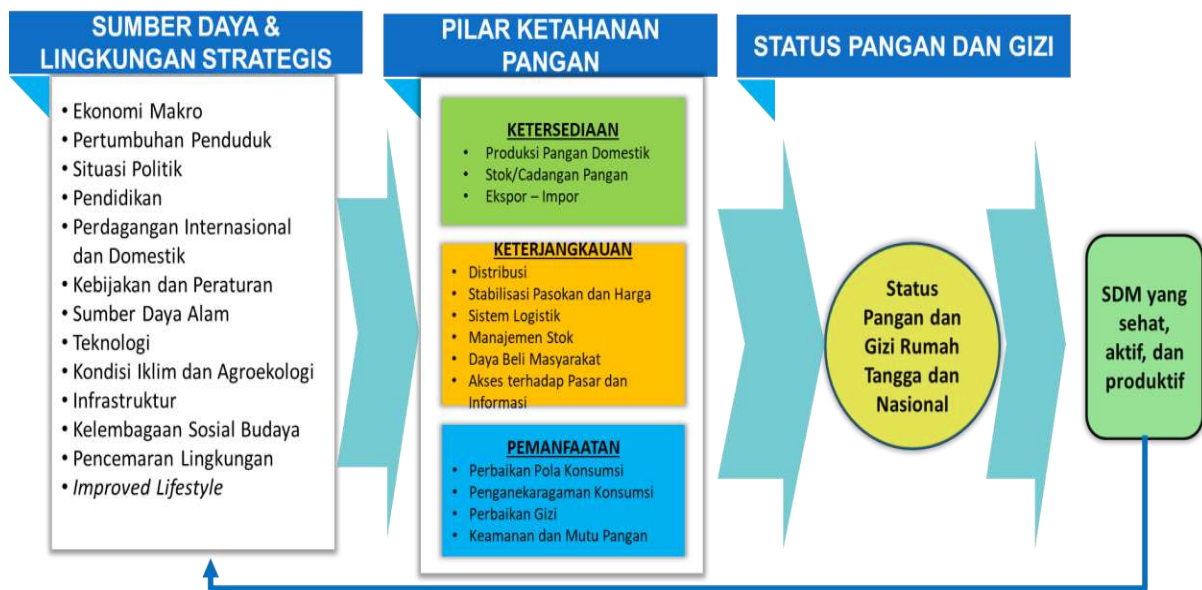 SUMBER DAYA &
LINGKUNGAN STRATEGIS
• Ekonomi Makro
• Pertumbuhan Penduduk
• Situasi Politik
• Pendidikan
• Perdagangan Internasional
dan Domestik
• Kebijakan dan Peraturan
• Sumber Daya Alam
• Teknologi
• Kondisi Iklim dan Agroekologi
• Infrastruktur
• Kelembagaan Sosial Budaya
• Pencemaran Lingkungan
• Improved Lifestyle
PILAR KETAHANAN
PANGAN
KETERSEDIAAN
• Produksi Pangan Domestik
• Stok/Cadangan Pangan
• Ekspor – Impor
KETERJANGKAUAN
• Distribusi
• Stabilisasi Pasokan dan Harga
• Sistem Logistik
• Manajemen Stok
• Daya Beli Masyarakat
• Akses terhadap Pasar dan
Informasi
PEMANFAATAN
• Perbaikan Pola Konsumsi
• Penganekaragaman Konsumsi
• Perbaikan Gizi
• Keamanan dan Mutu Pangan
STATUS PANGAN DAN GIZI
Status
Pangan dan
Gizi Rumah
Tangga dan
Nasional
SDM yang
sehat,
aktif, dan
produktif